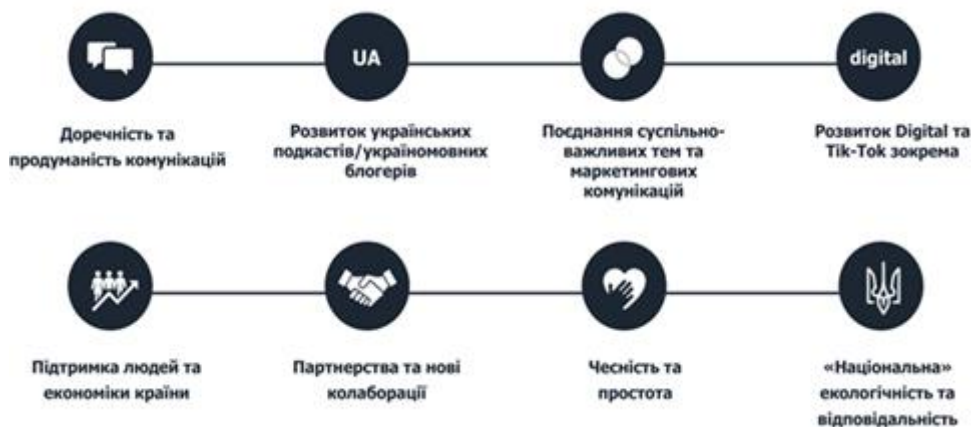 UA
digital
Доречність та
продуманість комунікацій
Розвиток українських
подкастів/україномовних
блогерів
Поєднання суспільно-
важливих тем та
маркетингових
комунікацій
Розвиток Digital та
Tik-Tok зокрема
Підтримка людей та
економіки країни
Партнерства та нові
колаборації
Чесність та
простота
«Національна»
екологічність та
відповідальність